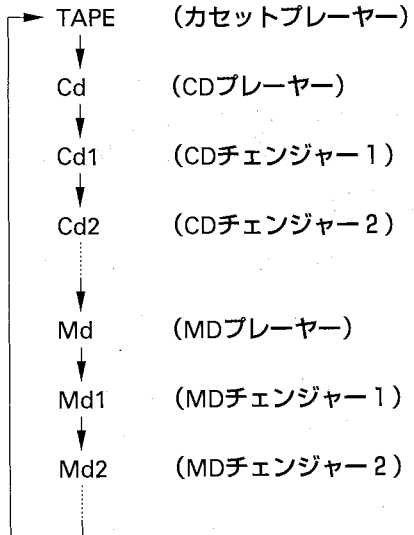 TAPE (カセットプレーヤー)
Cd (CDプレーヤー)
Cd1 (CDチェンジャー1)
Cd2 (CDチェンジャー2)
Md (MDプレーヤー)
Md1 (MDチェンジャー1)
Md2 (MDチェンジャー2)